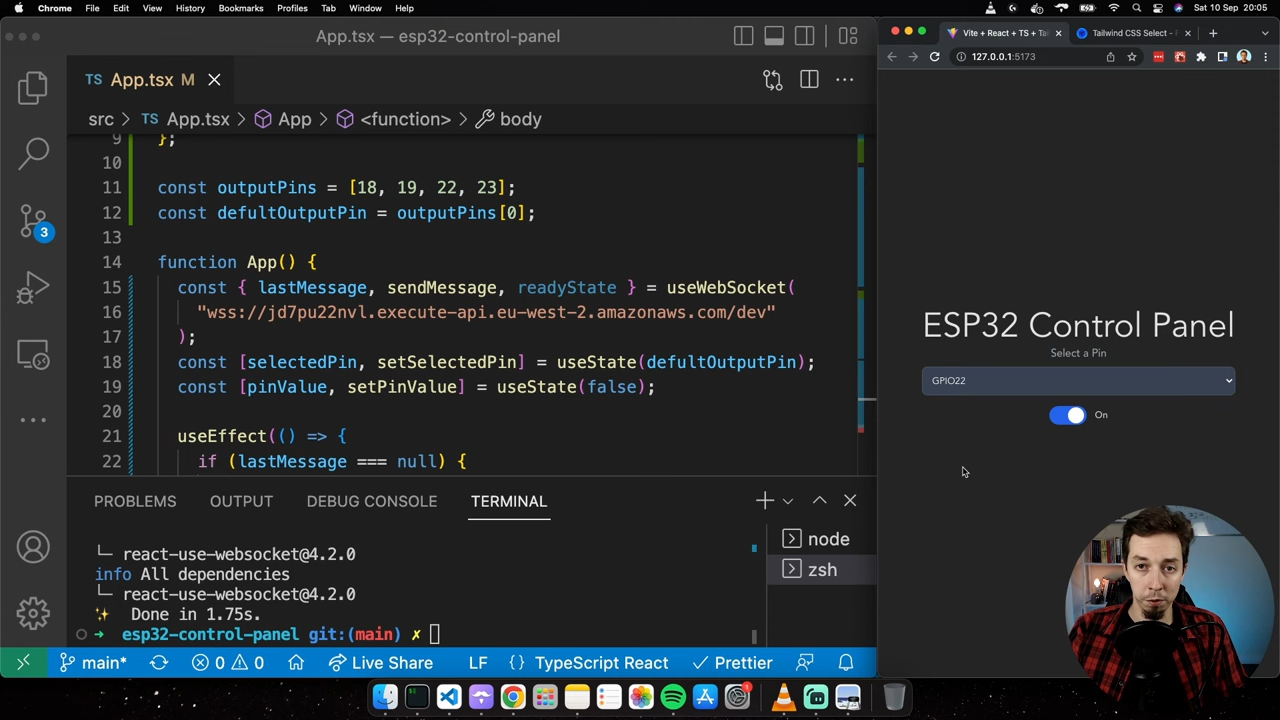 Chrome File Edit View History Bookmarks Profiles Tab Window Help Sat 10 Sep 20:05
App.tsx — esp32-control-panel
TS App.tsx M
src > TS App.tsx > App > <function> > body
9 };
10
11 const outputPins = [18, 19, 22, 23];
12 const defultOutputPin = outputPins[0];
13
14 function App() {
15 const { lastMessage, sendMessage, readyState } = useWebSocket(
16 "wss://jd7pu22nvl.execute-api.eu-west-2.amazonaws.com/dev"
17 );
18 const [selectedPin, setSelectedPin] = useState(defultOutputPin);
19 const [pinValue, setPinValue] = useState(false);
20
21 useEffect(() => {
22 if (lastMessage === null) {
3
PROBLEMS OUTPUT DEBUG CONSOLE TERMINAL
└─ react-use-websocket@4.2.0
info All dependencies
└─ react-use-websocket@4.2.0
✨ Done in 1.75s.
➜ esp32-control-panel git:(main) ✗
node
zsh
main* 0 0 Live Share LF {} TypeScript React Prettier
Vite + React + TS + Ta
Tailwind CSS Select - F
127.0.0.1:5173
ESP32 Control Panel
Select a Pin
GPIO22
On
1